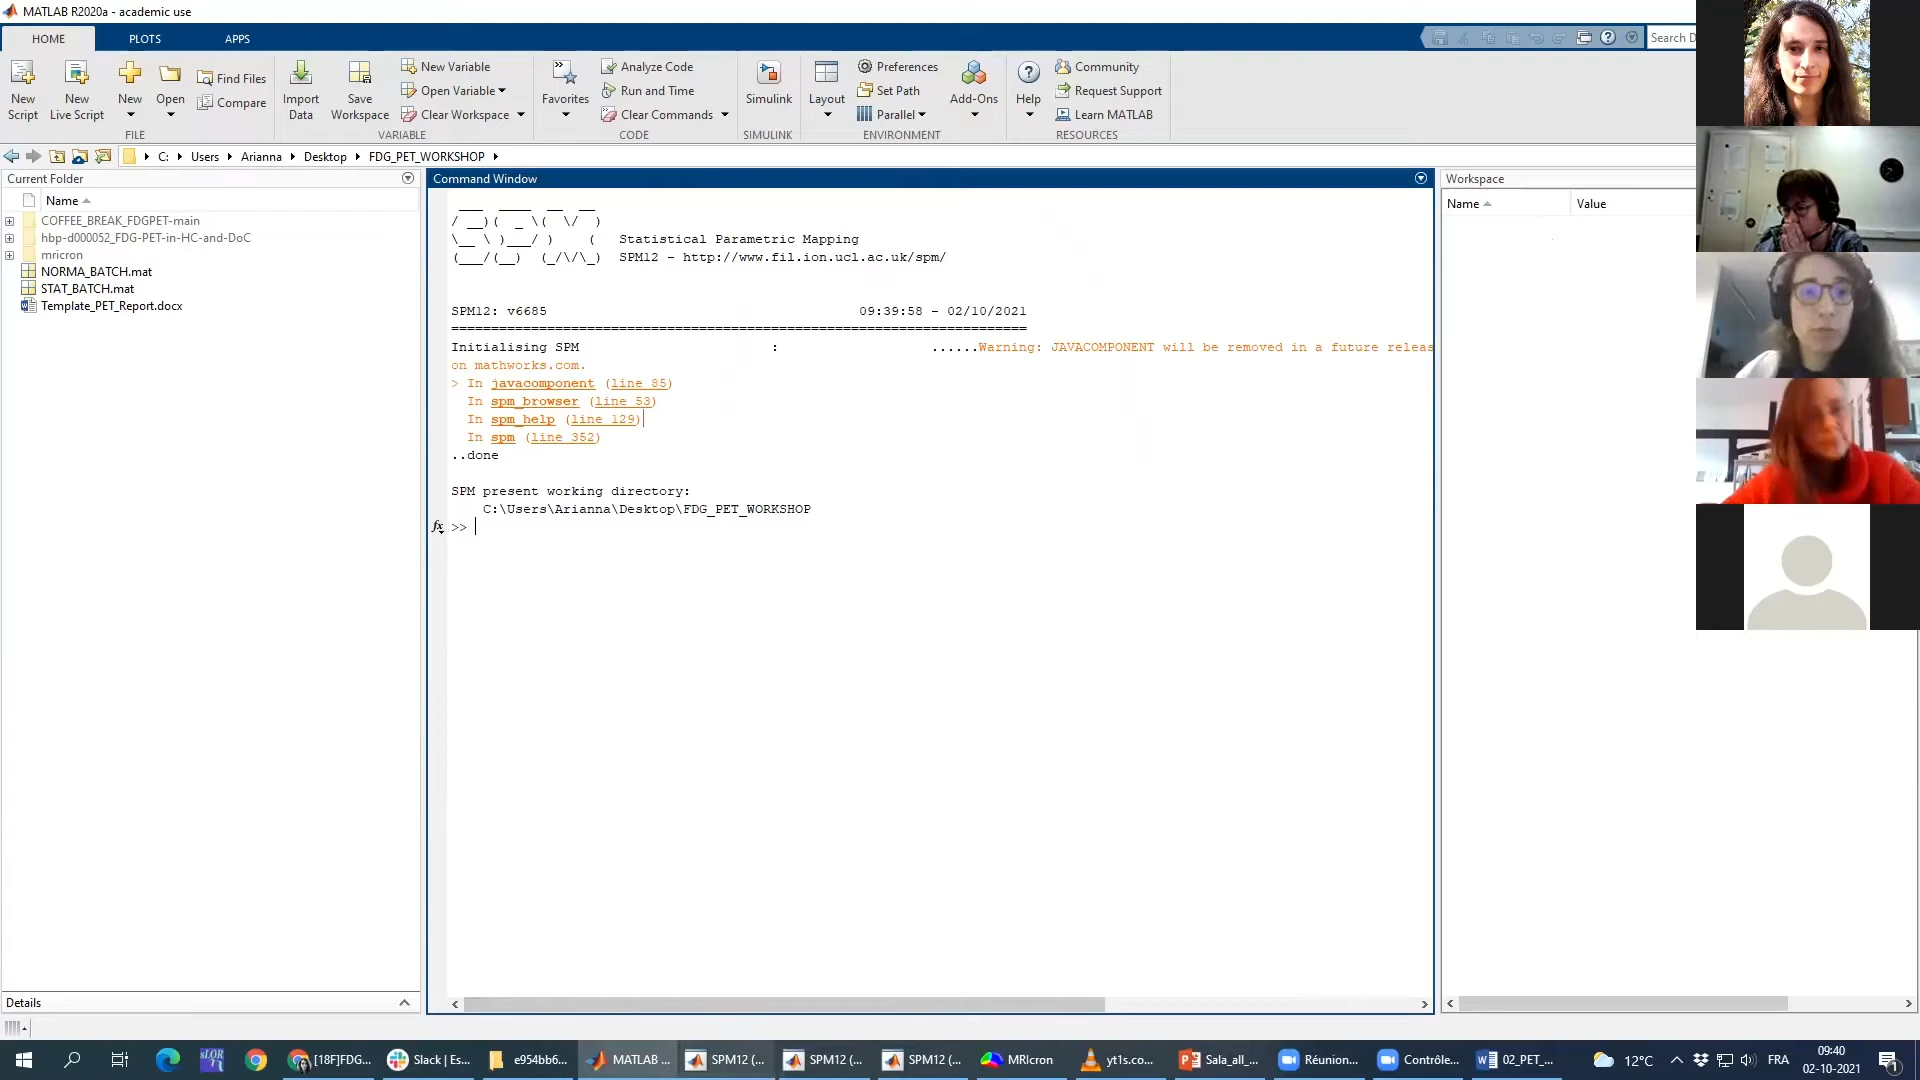 MATLAB R2020a - academic use
HOME PLOTS APPS
Search D
New Script
New Live Script
New
Open
Find Files
Compare
Import Data
Save Workspace
New Variable
Open Variable
Clear Workspace
Favorites
Analyze Code
Run and Time
Clear Commands
Simulink
Layout
Preferences
Set Path
Parallel
Add-Ons
Help
Community
Request Support
Learn MATLAB
FILE VARIABLE CODE SIMULINK ENVIRONMENT RESOURCES
C: Users Arianna Desktop FDG_PET_WORKSHOP
Current Folder
Name
COFFEE_BREAK_FDGPET-main
hbp-d000052_FDG-PET-in-HC-and-DoC
mricron
NORMA_BATCH.mat
STAT_BATCH.mat
Template_PET_Report.docx
Details
Command Window
Statistical Parametric Mapping
SPM12 - http://www.fil.ion.ucl.ac.uk/spm/
SPM12: v6685 09:39:58 - 02/10/2021
========================================================================
Initialising SPM : ......Warning: JAVACOMPONENT will be removed in a future releas
on mathworks.com.
> In javacomponent (line 85)
In spm_browser (line 53)
In spm_help (line 129)
In spm (line 352)
..done
SPM present working directory:
C:\Users\Arianna\Desktop\FDG_PET_WORKSHOP
fx >>
Workspace
Name Value
sLOR [18F]FDG... Slack | Es... e954bb6... MATLAB ... SPM12 (... SPM12 (... SPM12 (... MRIcron yt1s.co... Sala_all_... Réunion... Contrôle... 02_PET_... 12°C FRA
09:40
02-10-2021
1